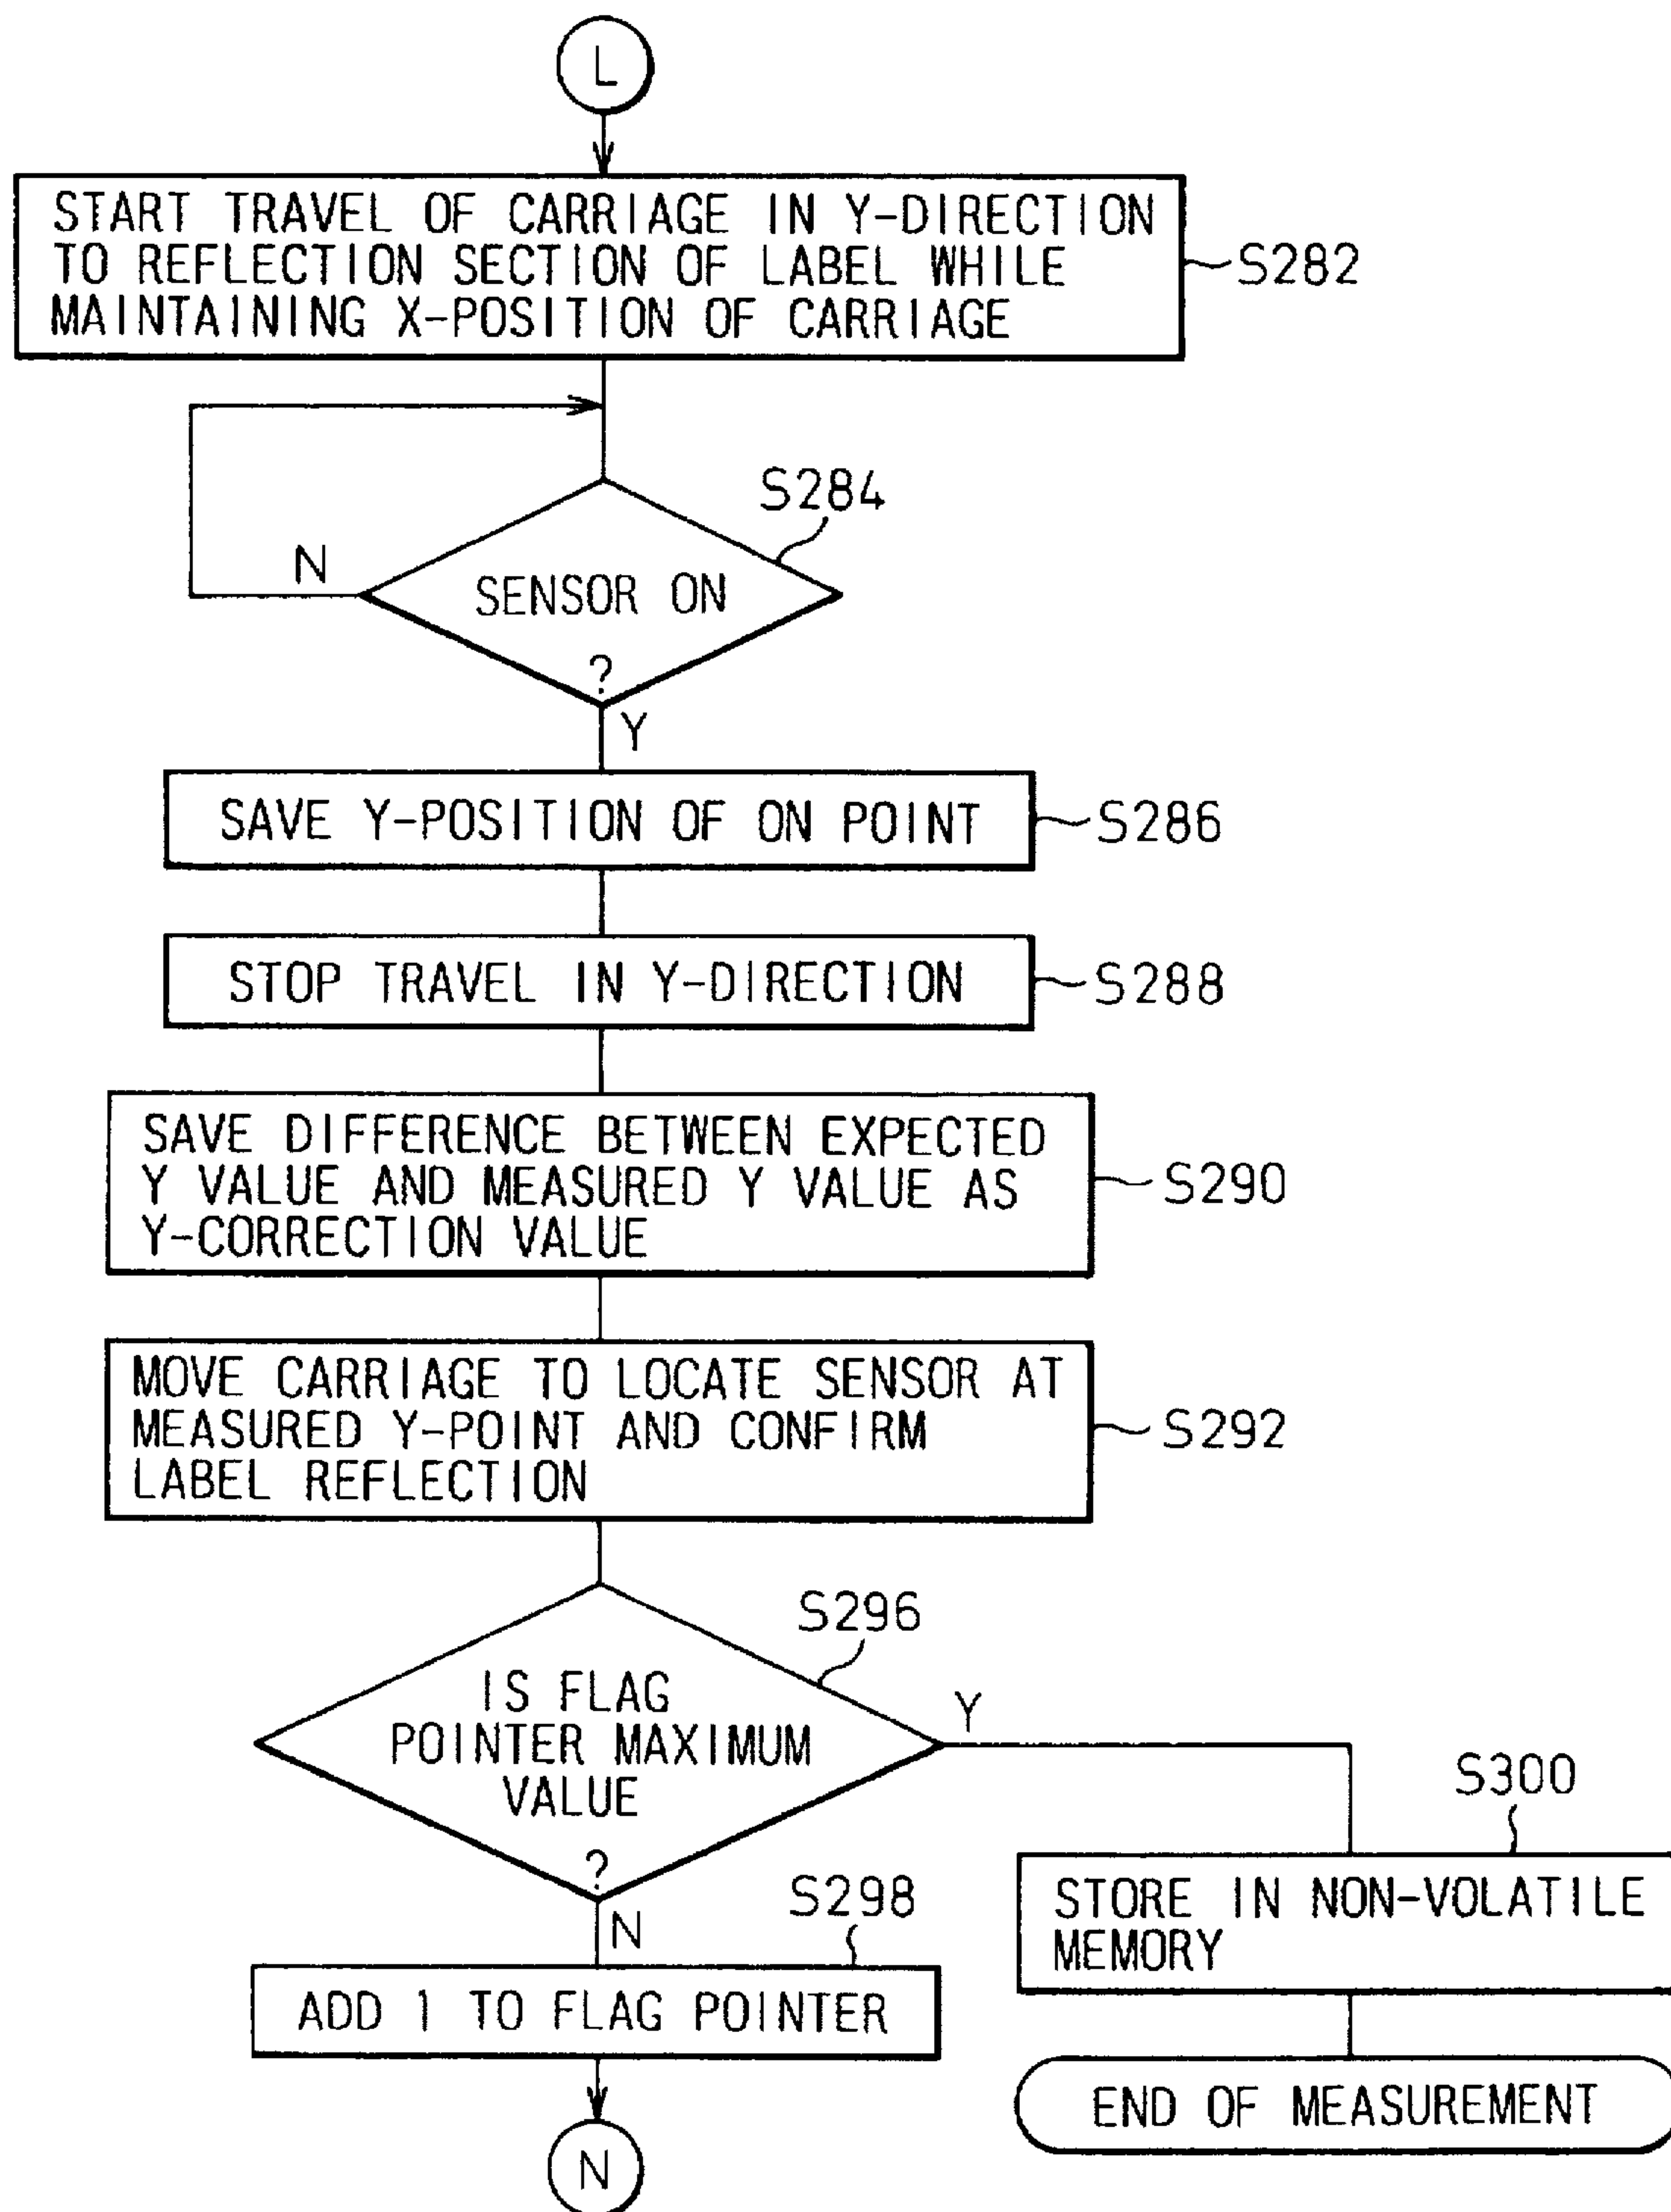 L
START TRAVEL OF CARRIAGE IN Y-DIRECTION
TO REFLECTION SECTION OF LABEL WHILE
MAINTAINING X-POSITION OF CARRIAGE
S282
S284
N
SENSOR ON
?
Y
SAVE Y-POSITION OF ON POINT
S286
STOP TRAVEL IN Y-DIRECTION
S288
SAVE DIFFERENCE BETWEEN EXPECTED
Y VALUE AND MEASURED Y VALUE AS
Y-CORRECTION VALUE
S290
MOVE CARRIAGE TO LOCATE SENSOR AT
MEASURED Y-POINT AND CONFIRM
LABEL REFLECTION
S292
S296
IS FLAG
POINTER MAXIMUM
VALUE
?
Y
N
S300
STORE IN NON-VOLATILE
MEMORY
S298
ADD 1 TO FLAG POINTER
END OF MEASUREMENT
N